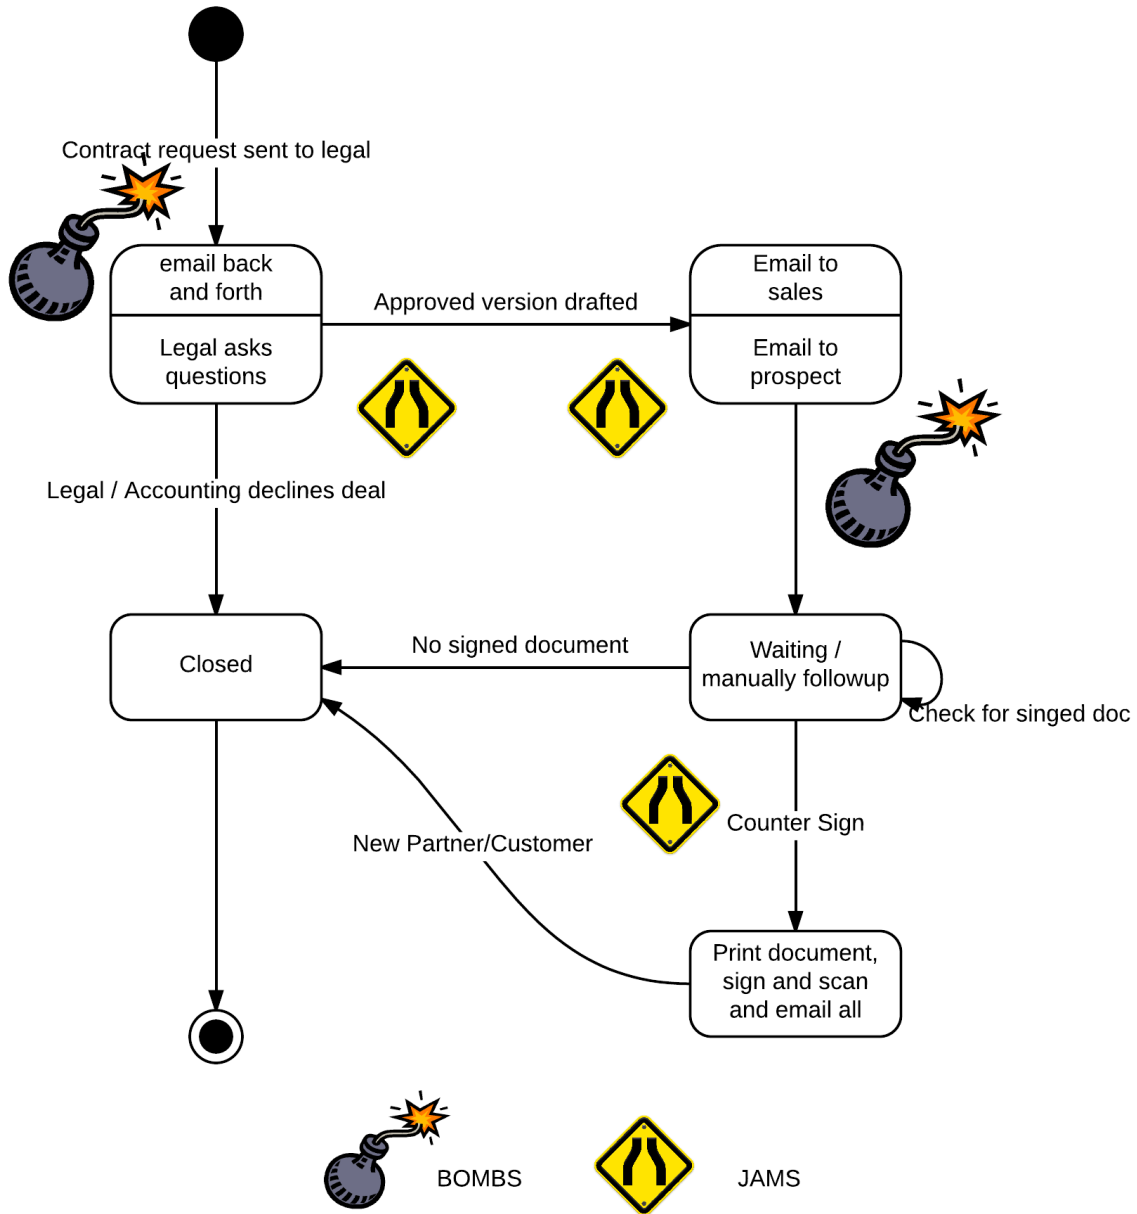 Contract request sent to legal
email back
and forth
Legal asks
questions
Approved version drafted
Email to
sales
Email to
prospect
Legal / Accounting declines deal
Closed
No signed document
Waiting /
manually followup
Check for singed doc
Counter Sign
New Partner/Customer
Print document,
sign and scan
and email all
BOMBS
JAMS